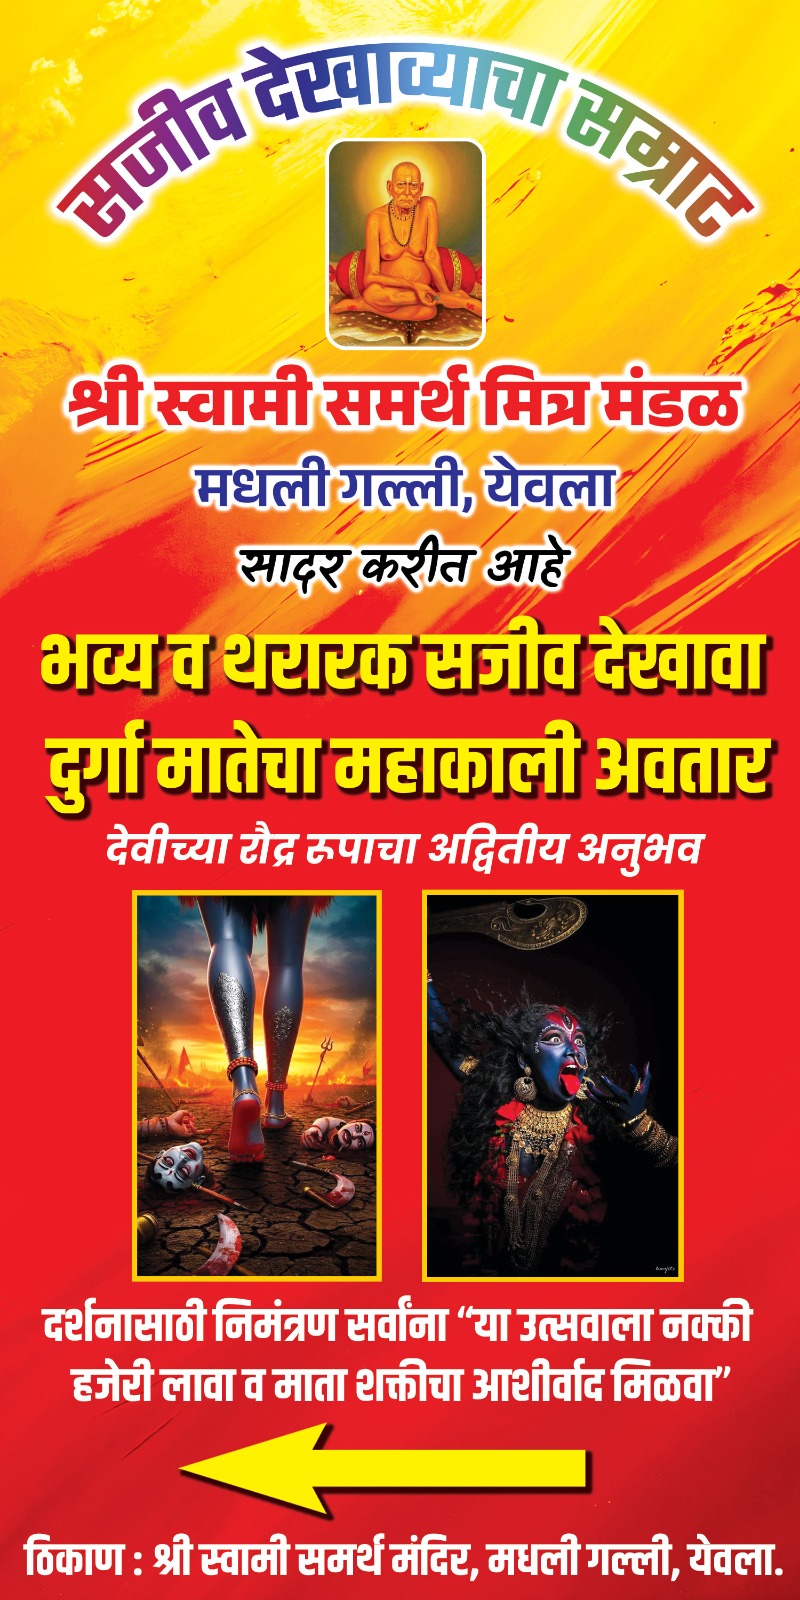 सजीव देखाव्याचा सम्राट
श्री स्वामी समर्थ मित्र मंडळ
मधली गल्ली, येवला
सादर करीत आहे
भव्य व थरारक सजीव देखावा
दुर्गा मातेचा महाकाली अवतार
देवीच्या रौद्र रूपाचा अद्वितीय अनुभव
दर्शनासाठी निमंत्रण सर्वांना “या उत्सवाला नक्की
हजेरी लावा व माता शक्तीचा आशीर्वाद मिळवा”
ठिकाण : श्री स्वामी समर्थ मंदिर, मधली गल्ली, येवला.